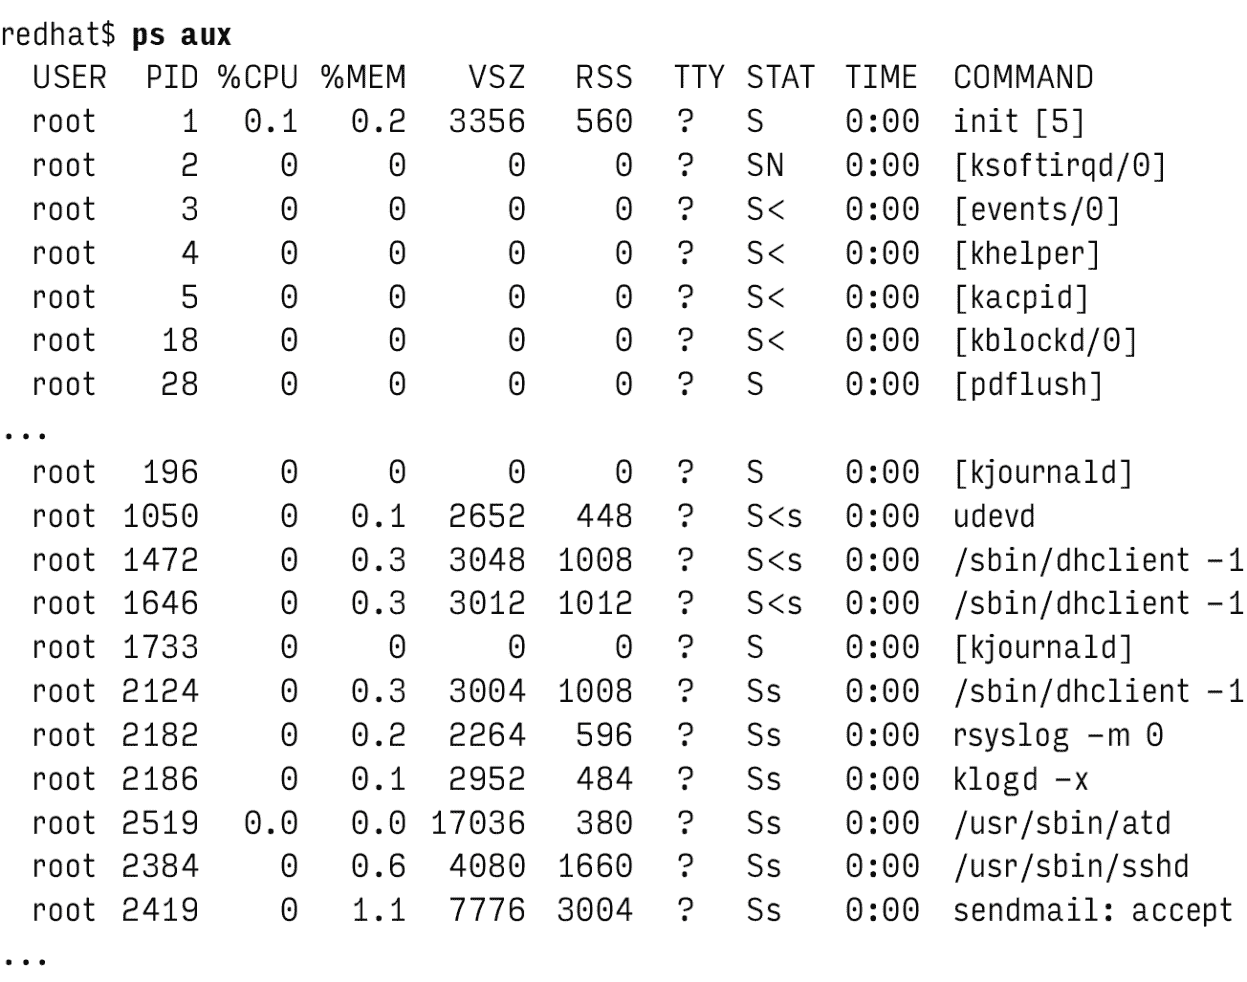 redhat$ ps aux
USER PID %CPU %MEM VSZ RSS TTY STAT TIME COMMAND
root 1 0.1 0.2 3356 560 ? S 0:00 init [5]
root 2 0 0 0 0 ? SN 0:00 [ksoftirqd/0]
root 3 0 0 0 0 ? S< 0:00 [events/0]
root 4 0 0 0 0 ? S< 0:00 [khelper]
root 5 0 0 0 0 ? S< 0:00 [kacpid]
root 18 0 0 0 0 ? S< 0:00 [kblockd/0]
root 28 0 0 0 0 ? S 0:00 [pdflush]
...
root 196 0 0 0 0 ? S 0:00 [kjournald]
root 1050 0 0.1 2652 448 ? S<s 0:00 udevd
root 1472 0 0.3 3048 1008 ? S<s 0:00 /sbin/dhclient –1
root 1646 0 0.3 3012 1012 ? S<s 0:00 /sbin/dhclient –1
root 1733 0 0 0 0 ? S 0:00 [kjournald]
root 2124 0 0.3 3004 1008 ? Ss 0:00 /sbin/dhclient –1
root 2182 0 0.2 2264 596 ? Ss 0:00 rsyslog –m 0
root 2186 0 0.1 2952 484 ? Ss 0:00 klogd –x
root 2519 0.0 0.0 17036 380 ? Ss 0:00 /usr/sbin/atd
root 2384 0 0.6 4080 1660 ? Ss 0:00 /usr/sbin/sshd
root 2419 0 1.1 7776 3004 ? Ss 0:00 sendmail: accept
...